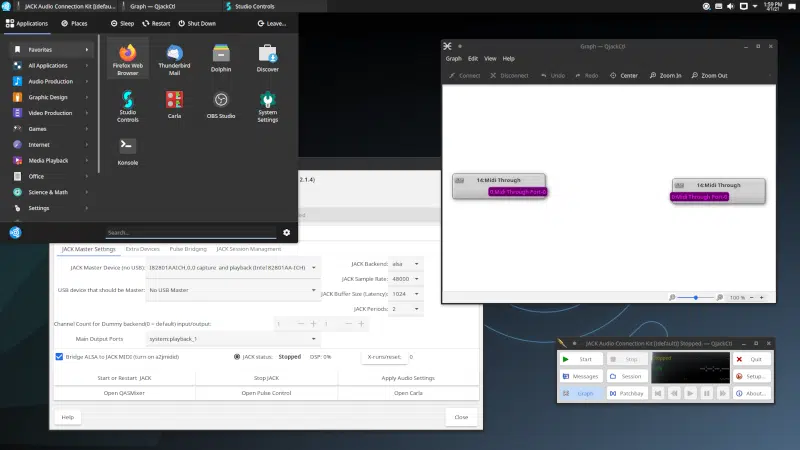 JACK Audio Connection Kit [(defau...
Graph — QjackCtl
Studio Controls
1:59 PM
4/1/21
Applications
Places
Sleep
Restart
Shut Down
Leave...
Favorites
All Applications
Audio Production
Graphic Design
Video Production
Games
Internet
Media Playback
Office
Science & Math
Settings
Firefox Web Browser
Thunderbird Mail
Dolphin
Discover
Studio Controls
Carla
OBS Studio
System Settings
Konsole
Search...
Graph — QjackCtl
Graph Edit View Help
Connect
Disconnect
Undo
Redo
Center
Zoom In
Zoom Out
14:Midi Through
0:Midi Through Port-0
14:Midi Through
0:Midi Through Port-0
100 %
2.1.4)
JACK Master Settings
Extra Devices
Pulse Bridging
JACK Session Managment
JACK Master Device (no USB):
I82801AAICH,0,0 capture and playback (Intel 82801AA-ICH)
USB device that should be Master:
No USB Master
JACK Backend:
alsa
JACK Sample Rate:
48000
JACK Buffer Size (Latency):
1024
JACK Periods:
2
Channel Count for Dummy backend(0 = default) input/output:
1
1
Main Output Ports
system:playback_1
Bridge ALSA to JACK MIDI (turn on a2jmidid)
JACK status:
Stopped
DSP: 0%
X-runs/reset:
0
Start or Restart JACK
Stop JACK
Apply Audio Settings
Open QASMixer
Open Pulse Control
Open Carla
Help
Close
JACK Audio Connection Kit [(default)] Stopped. — QjackCtl
Start
Stop
Stopped
Quit
Messages
Session
Setup...
Graph
Patchbay
About...